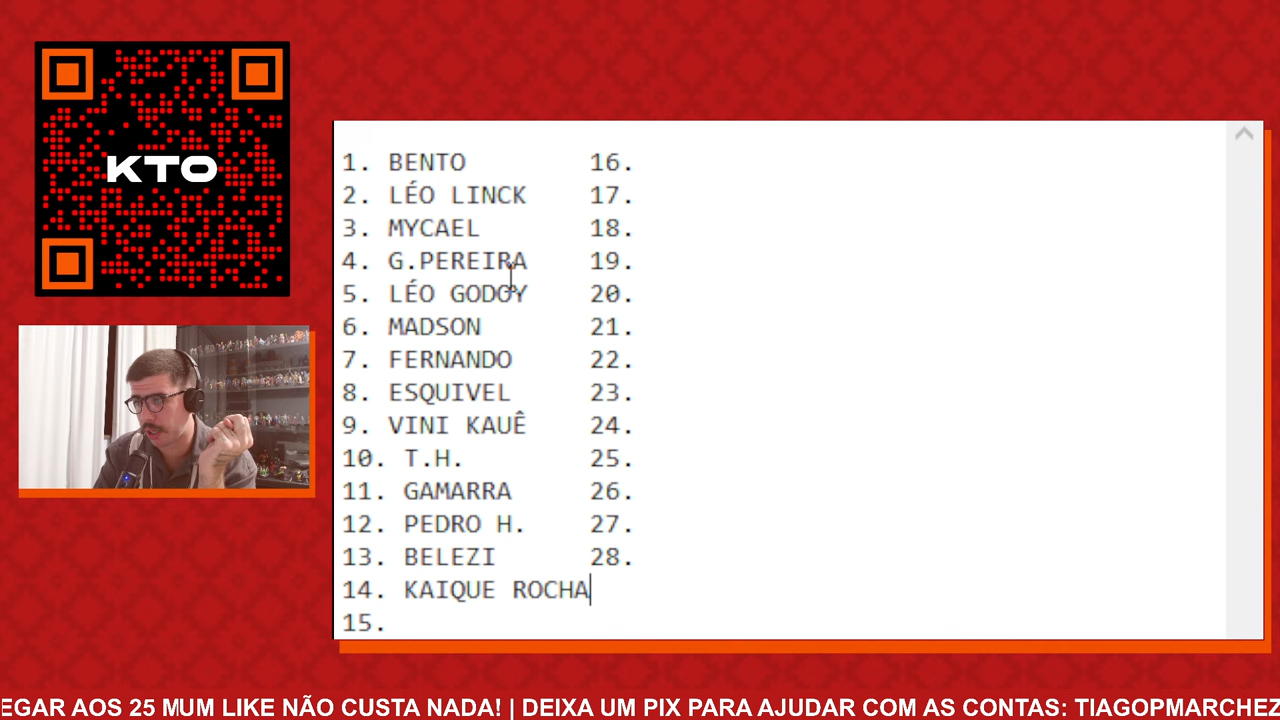 KTO
1. BENTO 16.
2. LÉO LINCK 17.
3. MYCAEL 18.
4. G.PEREIRA 19.
5. LÉO GODOY 20.
6. MADSON 21.
7. FERNANDO 22.
8. ESQUIVEL 23.
9. VINI KAUÊ 24.
10. T.H. 25.
11. GAMARRA 26.
12. PEDRO H. 27.
13. BELEZI 28.
14. KAIQUE ROCHA
15.
EGAR AOS 25 MUM LIKE NÃO CUSTA NADA! | DEIXA UM PIX PARA AJUDAR COM AS CONTAS: TIAGOPMARCHEZ